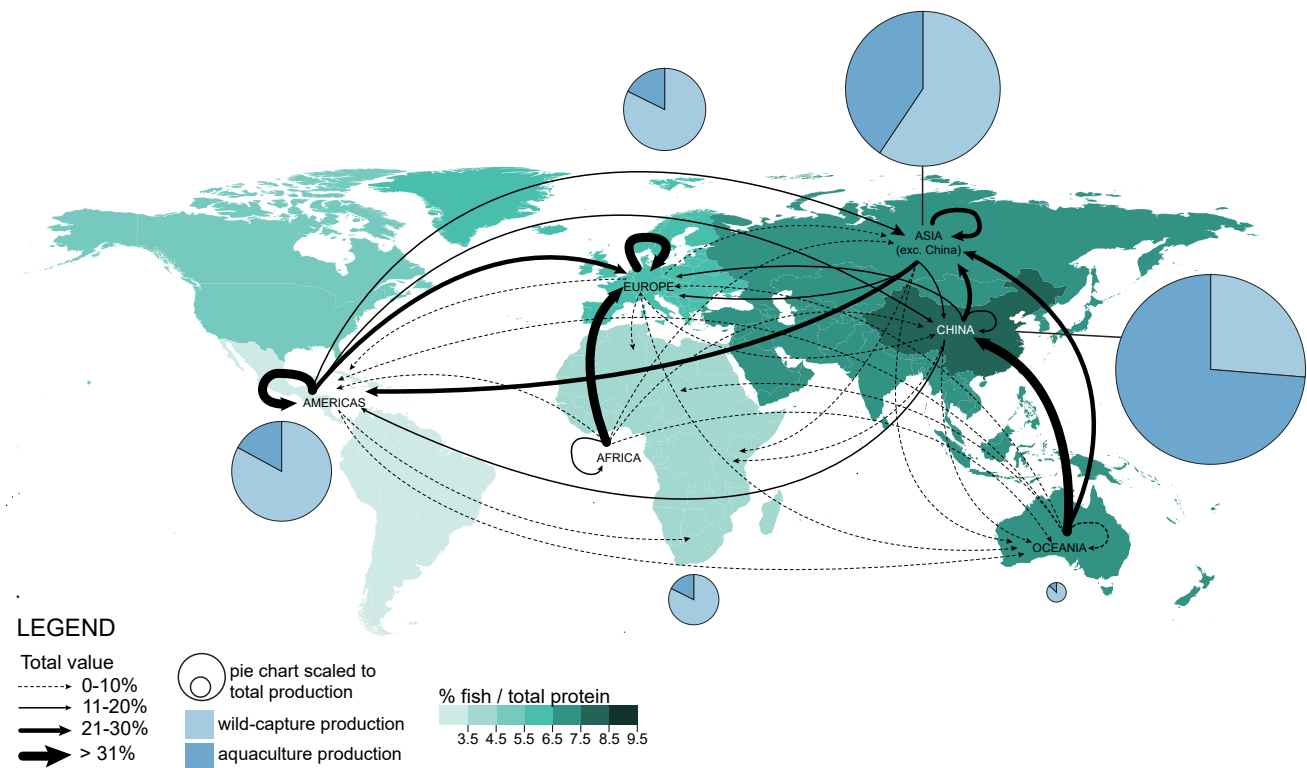 ASIA
(exc. China)
EUROPE
CHINA
AMERICAS
AFRICA
OCEANIA
LEGEND
Total value
0-10%
11-20%
21-30%
> 31%
pie chart scaled to
total production
wild-capture production
aquaculture production
% fish / total protein
3.5 4.5 5.5 6.5 7.5 8.5 9.5